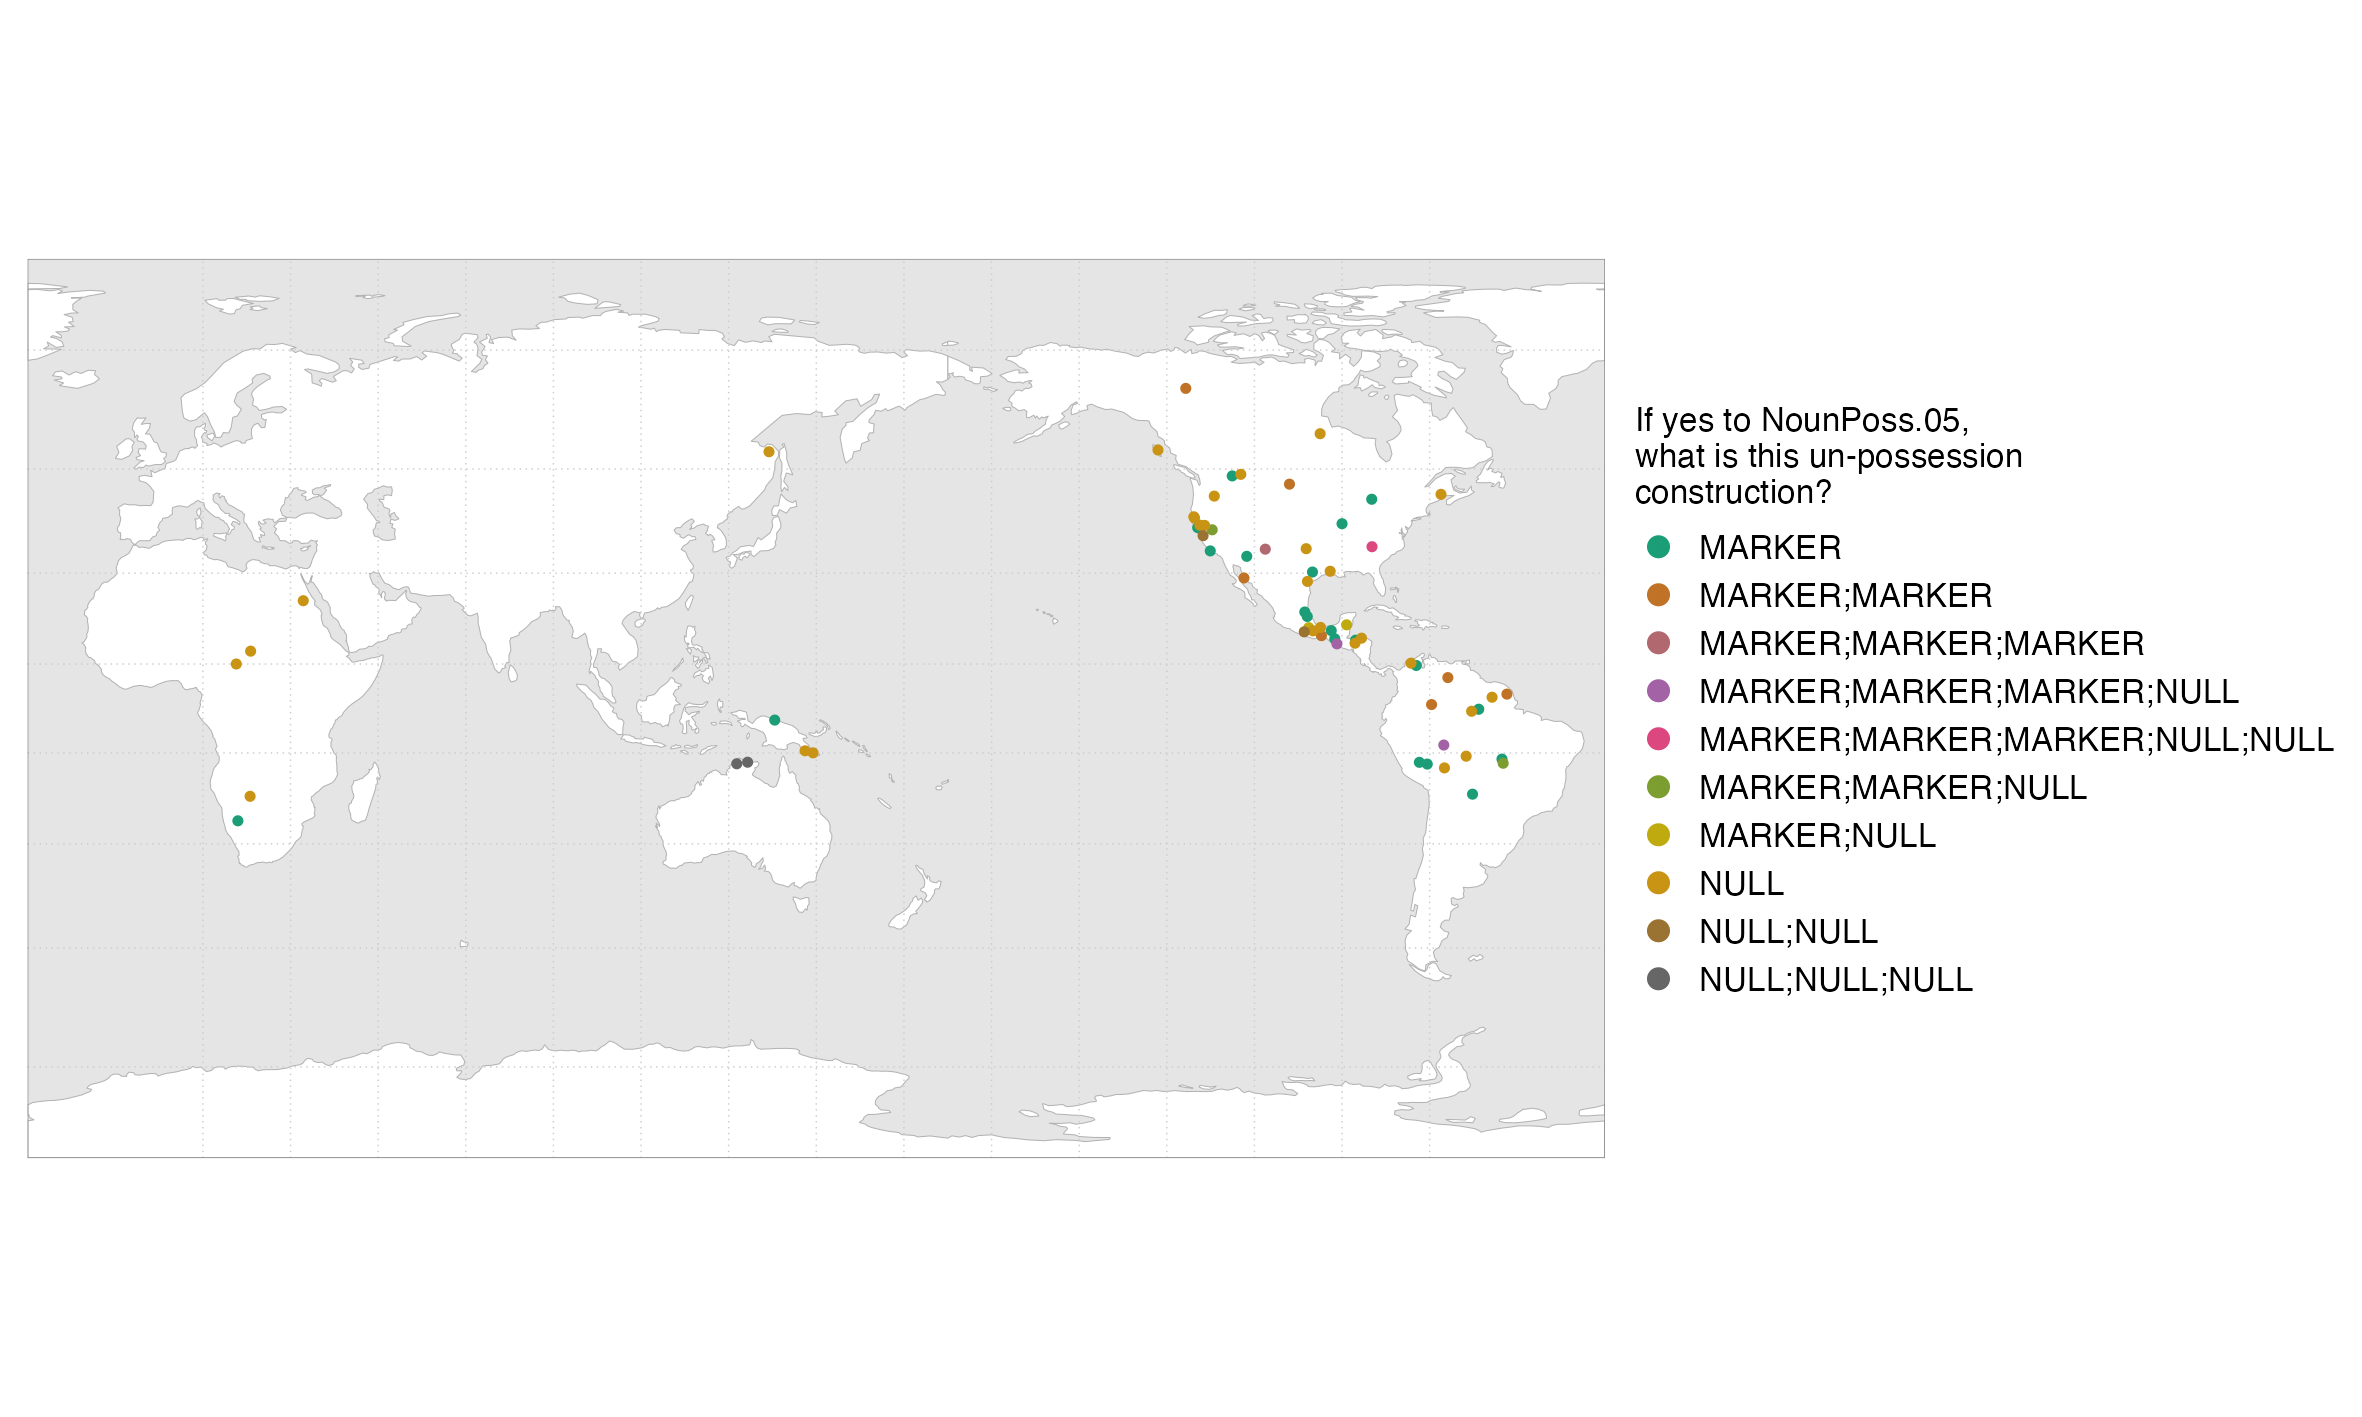 If yes to NounPoss.05,
what is this un-possession
construction?
MARKER
MARKER;MARKER
MARKER;MARKER;MARKER
MARKER;MARKER;MARKER;NULL
MARKER;MARKER;MARKER;NULL;NULL
MARKER;MARKER;NULL
MARKER;NULL
NULL
NULL;NULL
NULL;NULL;NULL